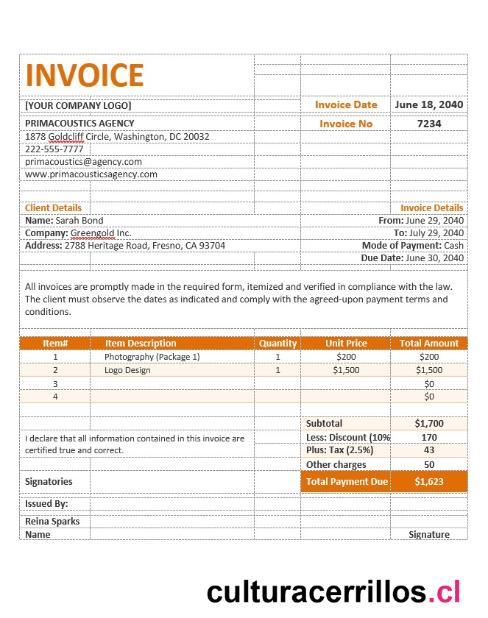 INVOICE
[YOUR COMPANY LOGO] Invoice Date June 18, 2040
PRIMACOUSTICS AGENCY Invoice No 7234
1878 Goldcliff Circle, Washington, DC 20032
222-555-7777
primacoustics@agency.com
www.primacousticsagency.com
Client Details Invoice Details
Name: Sarah Bond From: June 29, 2040
Company: Greengold Inc. To: July 29, 2040
Address: 2788 Heritage Road, Fresno, CA 93704 Mode of Payment: Cash
Due Date: June 30, 2040
All invoices are promptly made in the required form, itemized and verified in compliance with the law.
The client must observe the dates as indicated and comply with the agreed-upon payment terms and
conditions.
Item# Item Description Quantity Unit Price Total Amount
1 Photography (Package 1) 1 $200 $200
2 Logo Design 1 $1,500 $1,500
3 $0
4 $0
Subtotal $1,700
I declare that all information contained in this invoice are Less: Discount (10% 170
certified true and correct. Plus: Tax (2.5%) 43
Other charges 50
Signatories Total Payment Due $1,623
Issued By:
Reina Sparks
Name Signature
culturacerrillos.cl